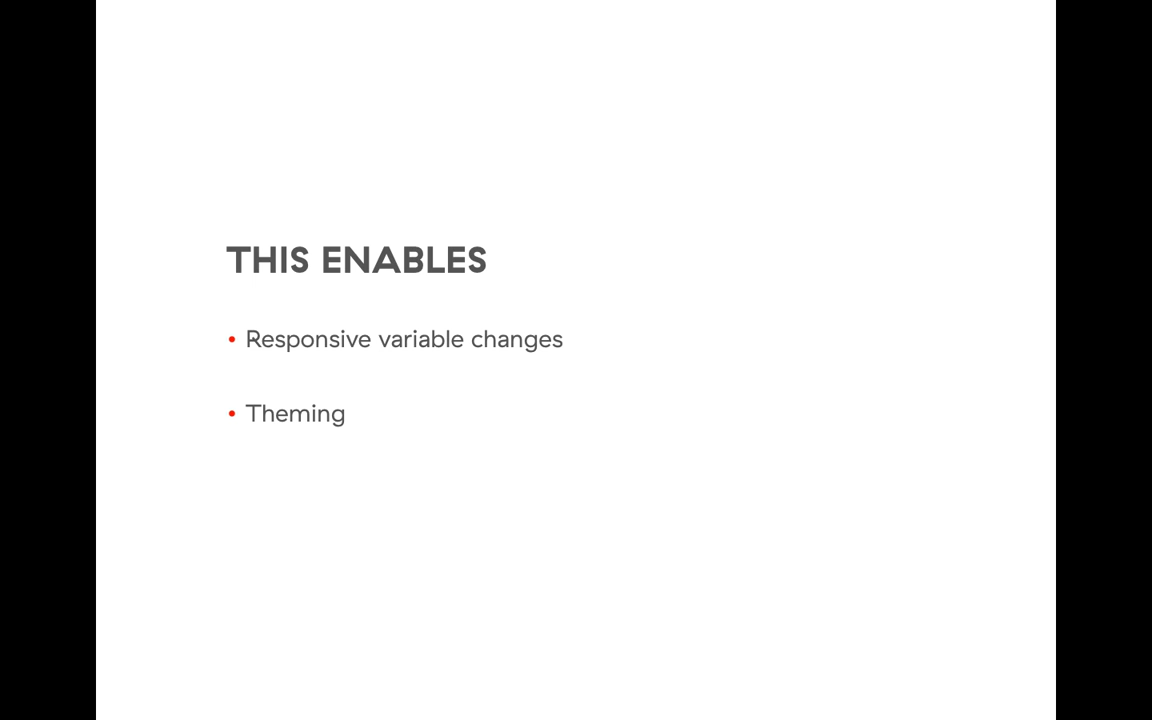 THIS ENABLES
• Responsive variable changes
• Theming